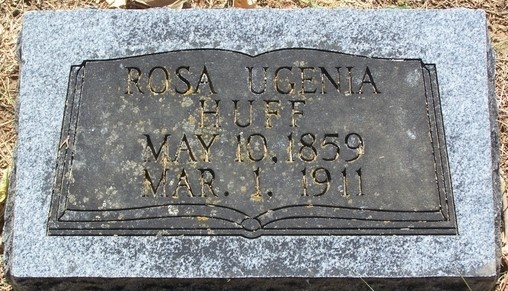 ROSA UGENIA
HUFF
MAY 10, 1859
MAR. 1, 1911